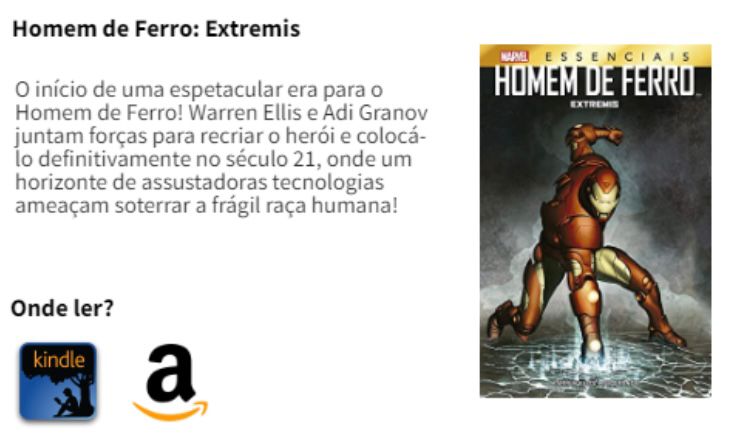 Homem de Ferro: Extremis
O início de uma espetacular era para o
Homem de Ferro! Warren Ellis e Adi Granov
juntam forças para recriar o herói e colocá-
lo definitivamente no século 21, onde um
horizonte de assustadoras tecnologias
ameaçam soterrar a frágil raça humana!
MARVEL ESSENCIAIS
HOMEM DE FERRO
EXTREMIS
Onde ler?
kindle
a